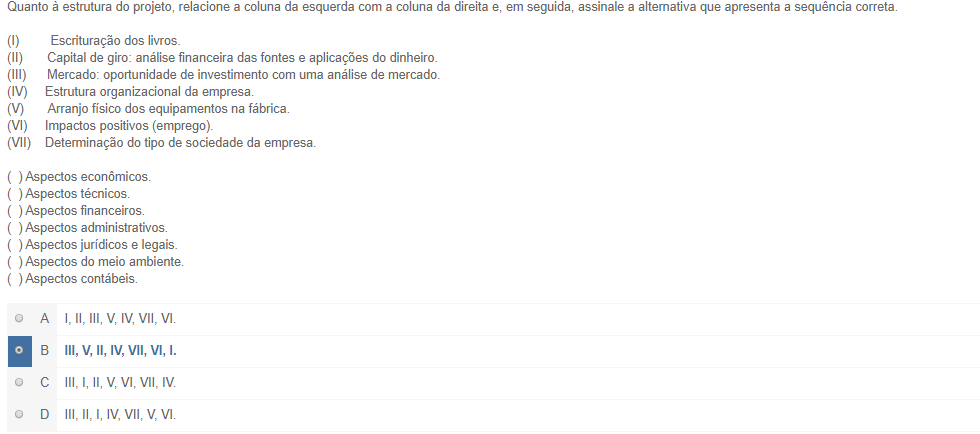 Quanto à estrutura do projeto, relacione a coluna da esquerda com a coluna da direita e, em seguida, assinale a alternativa que apresenta a sequência correta.
(I) Escrituração dos livros.
(II) Capital de giro: análise financeira das fontes e aplicações do dinheiro.
(III) Mercado: oportunidade de investimento com uma análise de mercado.
(IV) Estrutura organizacional da empresa.
(V) Arranjo físico dos equipamentos na fábrica.
(VI) Impactos positivos (emprego).
(VII) Determinação do tipo de sociedade da empresa.
( ) Aspectos econômicos.
( ) Aspectos técnicos.
( ) Aspectos financeiros.
( ) Aspectos administrativos.
( ) Aspectos jurídicos e legais.
( ) Aspectos do meio ambiente.
( ) Aspectos contábeis.
A I, II, III, V, IV, VII, VI.
B III, V, II, IV, VII, VI, I.
C III, I, II, V, VI, VII, IV.
D III, II, I, IV, VII, V, VI.